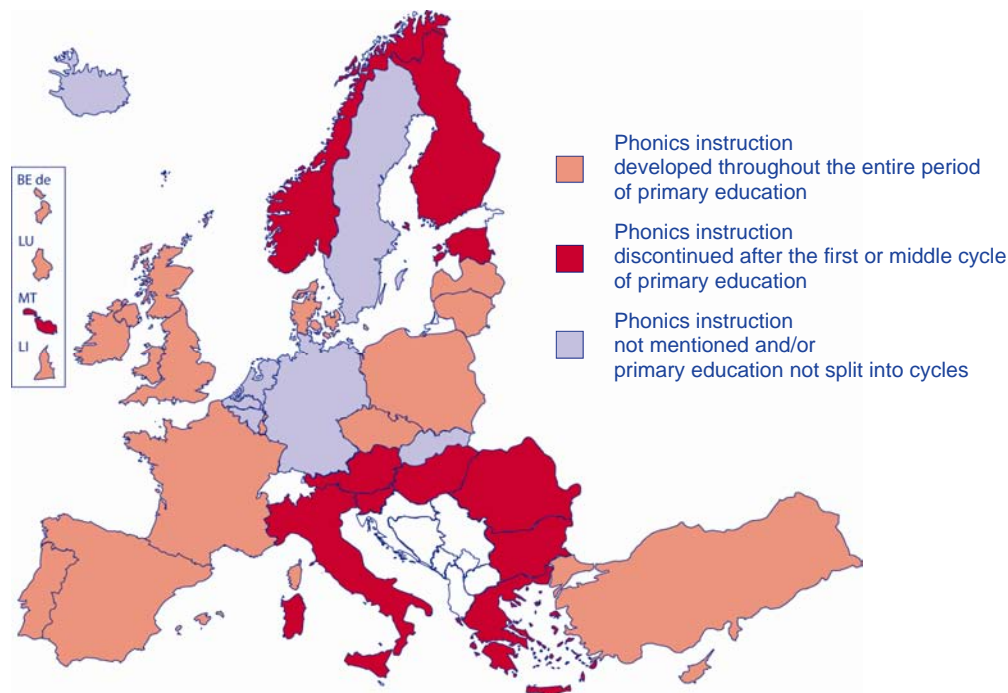 BE de
LU
MT
LI
Phonics instruction
developed throughout the entire period
of primary education
Phonics instruction
discontinued after the first or middle cycle
of primary education
Phonics instruction
not mentioned and/or
primary education not split into cycles